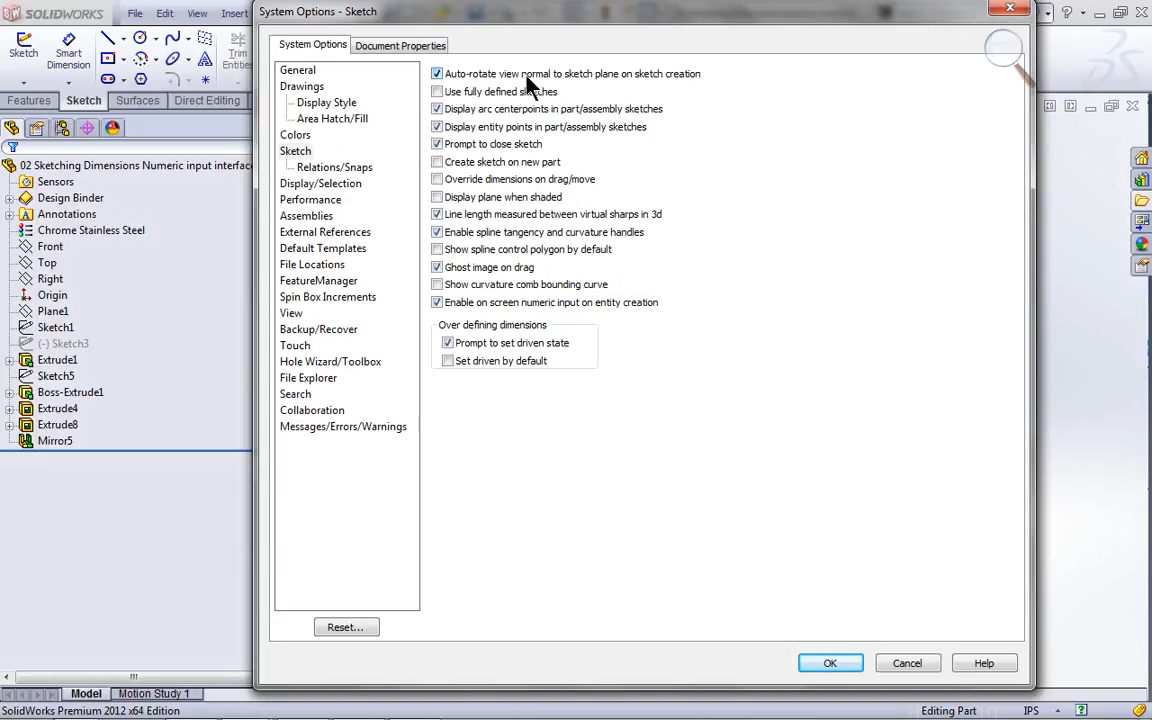 SOLIDWORKS File Edit View Insert
System Options - Sketch
Sketch Smart Dimension Trim Entities
Features Sketch Surfaces Direct Editing
System Options Document Properties
02 Sketching Dimensions Numeric input interface
Sensors
Design Binder
Annotations
Chrome Stainless Steel
Front
Top
Right
Origin
Plane1
Sketch1
(-) Sketch3
Extrude1
Sketch5
Boss-Extrude1
Extrude4
Extrude8
Mirror5
General
Drawings
Display Style
Area Hatch/Fill
Colors
Sketch
Relations/Snaps
Display/Selection
Performance
Assemblies
External References
Default Templates
File Locations
FeatureManager
Spin Box Increments
View
Backup/Recover
Touch
Hole Wizard/Toolbox
File Explorer
Search
Collaboration
Messages/Errors/Warnings
Reset...
Auto-rotate view normal to sketch plane on sketch creation
Use fully defined sketches
Display arc centerpoints in part/assembly sketches
Display entity points in part/assembly sketches
Prompt to close sketch
Create sketch on new part
Override dimensions on drag/move
Display plane when shaded
Line length measured between virtual sharps in 3d
Enable spline tangency and curvature handles
Show spline control polygon by default
Ghost image on drag
Show curvature comb bounding curve
Enable on screen numeric input on entity creation
Over defining dimensions
Prompt to set driven state
Set driven by default
OK Cancel Help
Model Motion Study 1
SolidWorks Premium 2012 x64 Edition Editing Part IPS